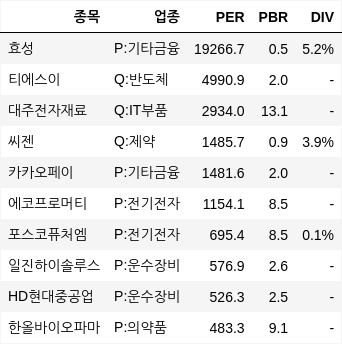 종목 업종 PER PBR DIV
효성 P:기타금융 19266.7 0.5 5.2%
티에스이 Q:반도체 4990.9 2.0 -
대주전자재료 Q:IT부품 2934.0 13.1 -
씨젠 Q:제약 1485.7 0.9 3.9%
카카오페이 P:기타금융 1481.6 2.0 -
에코프로머티 P:전기전자 1154.1 8.5 -
포스코퓨처엠 P:전기전자 695.4 8.5 0.1%
일진하이솔루스 P:운수장비 576.9 2.6 -
HD현대중공업 P:운수장비 526.3 2.5 -
한올바이오파마 P:의약품 483.3 9.1 -